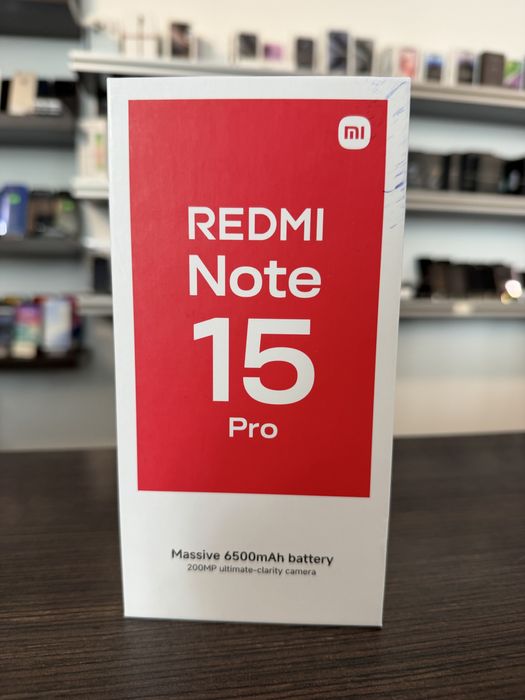 mi
REDMI
Note
15
Pro
Massive 6500mAh battery
200MP ultimate-clarity camera